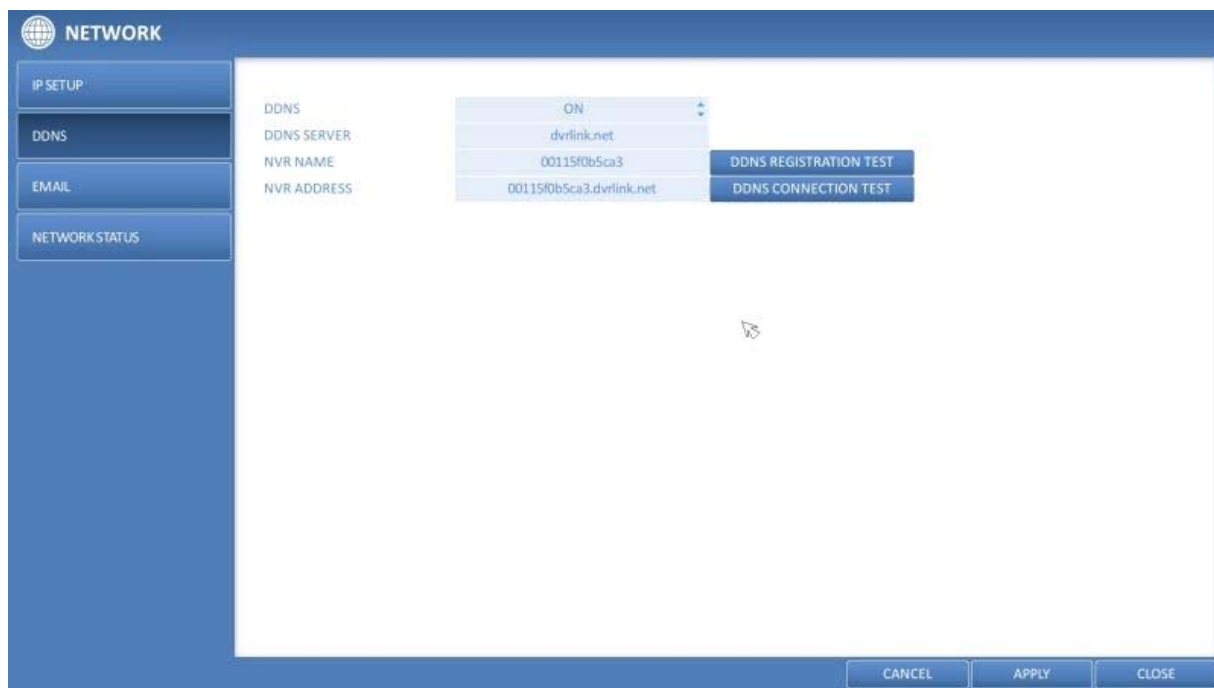 NETWORK
IP SETUP
DDNS
EMAIL
NETWORK STATUS
DDNS ON
DDNS SERVER dvrlink.net
NVR NAME 00115f0b5ca3 DDNS REGISTRATION TEST
NVR ADDRESS 00115f0b5ca3.dvrlink.net DDNS CONNECTION TEST
CANCEL APPLY CLOSE